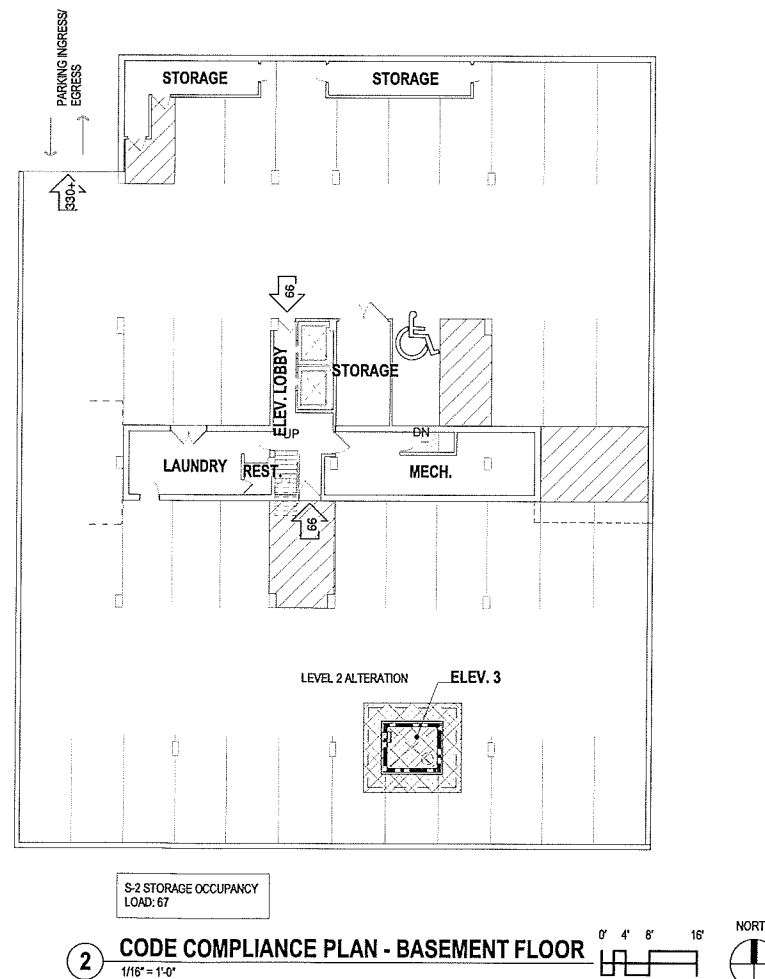 PARKING INGRESS/
EGRESS
STORAGE
STORAGE
330+
66
ELEV. LOBBY
STORAGE
UP
DN
LAUNDRY
REST.
MECH.
66
LEVEL 2 ALTERATION
ELEV. 3
S-2 STORAGE OCCUPANCY
LOAD: 67
2
CODE COMPLIANCE PLAN - BASEMENT FLOOR
1/16" = 1'-0"
0' 4' 8' 16'
NORT